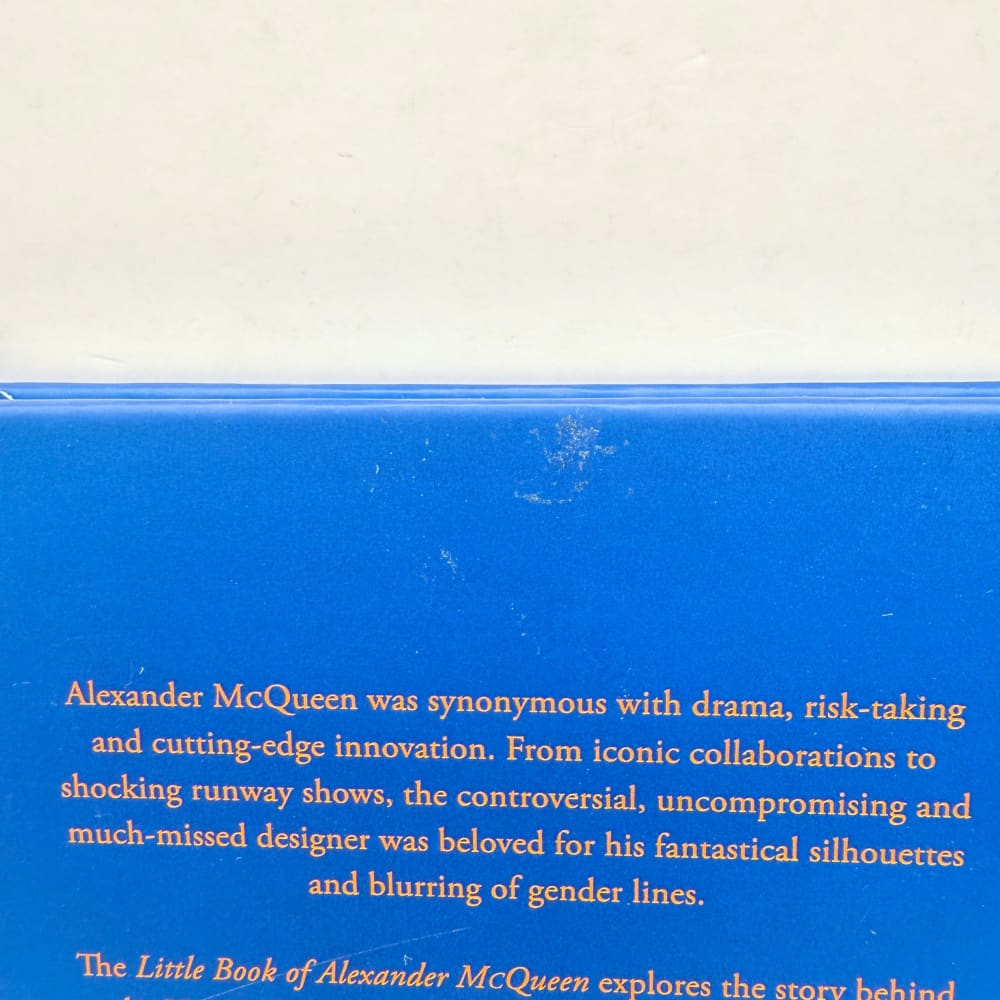 Alexander McQueen was synonymous with drama, risk-taking
and cutting-edge innovation. From iconic collaborations to
shocking runway shows, the controversial, uncompromising and
much-missed designer was beloved for his fantastical silhouettes
and blurring of gender lines.
The Little Book of Alexander McQueen explores the story behind